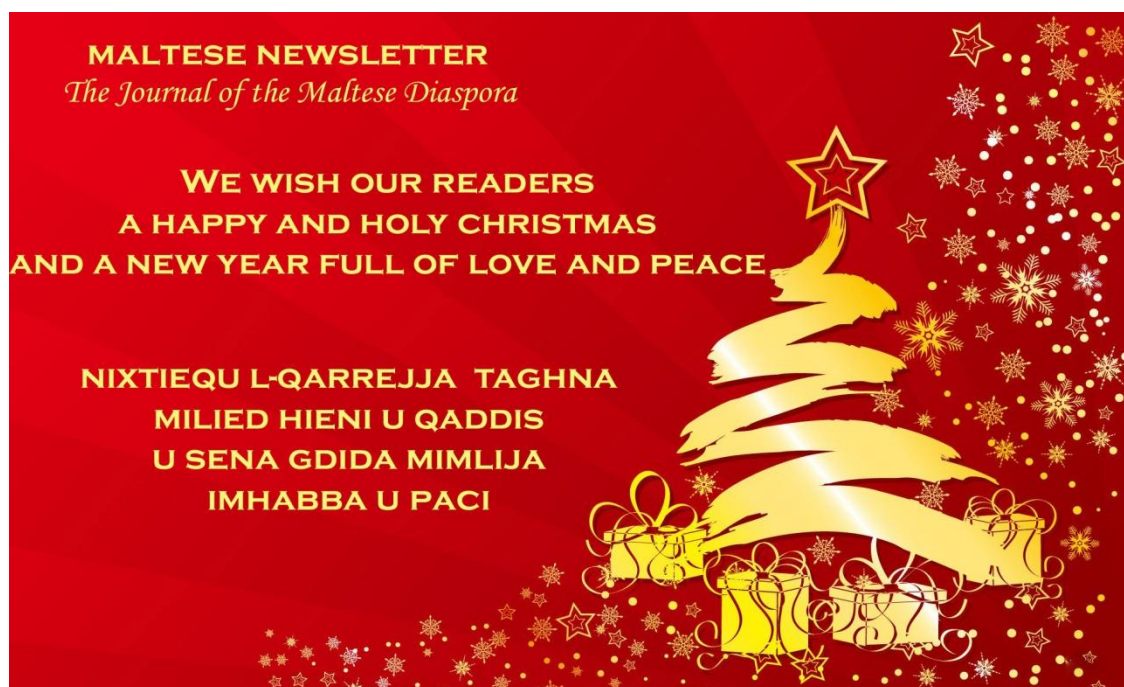 MALTESE NEWSLETTER
The Journal of the Maltese Diaspora
WE WISH OUR READERS
A HAPPY AND HOLY CHRISTMAS
AND A NEW YEAR FULL OF LOVE AND PEACE
NIXTIEQU L-QARREJJA TAGHNA
MILIED HIENI U QADDIS
U SENA GDIDA MIMLIJA
IMHABBA U PACI